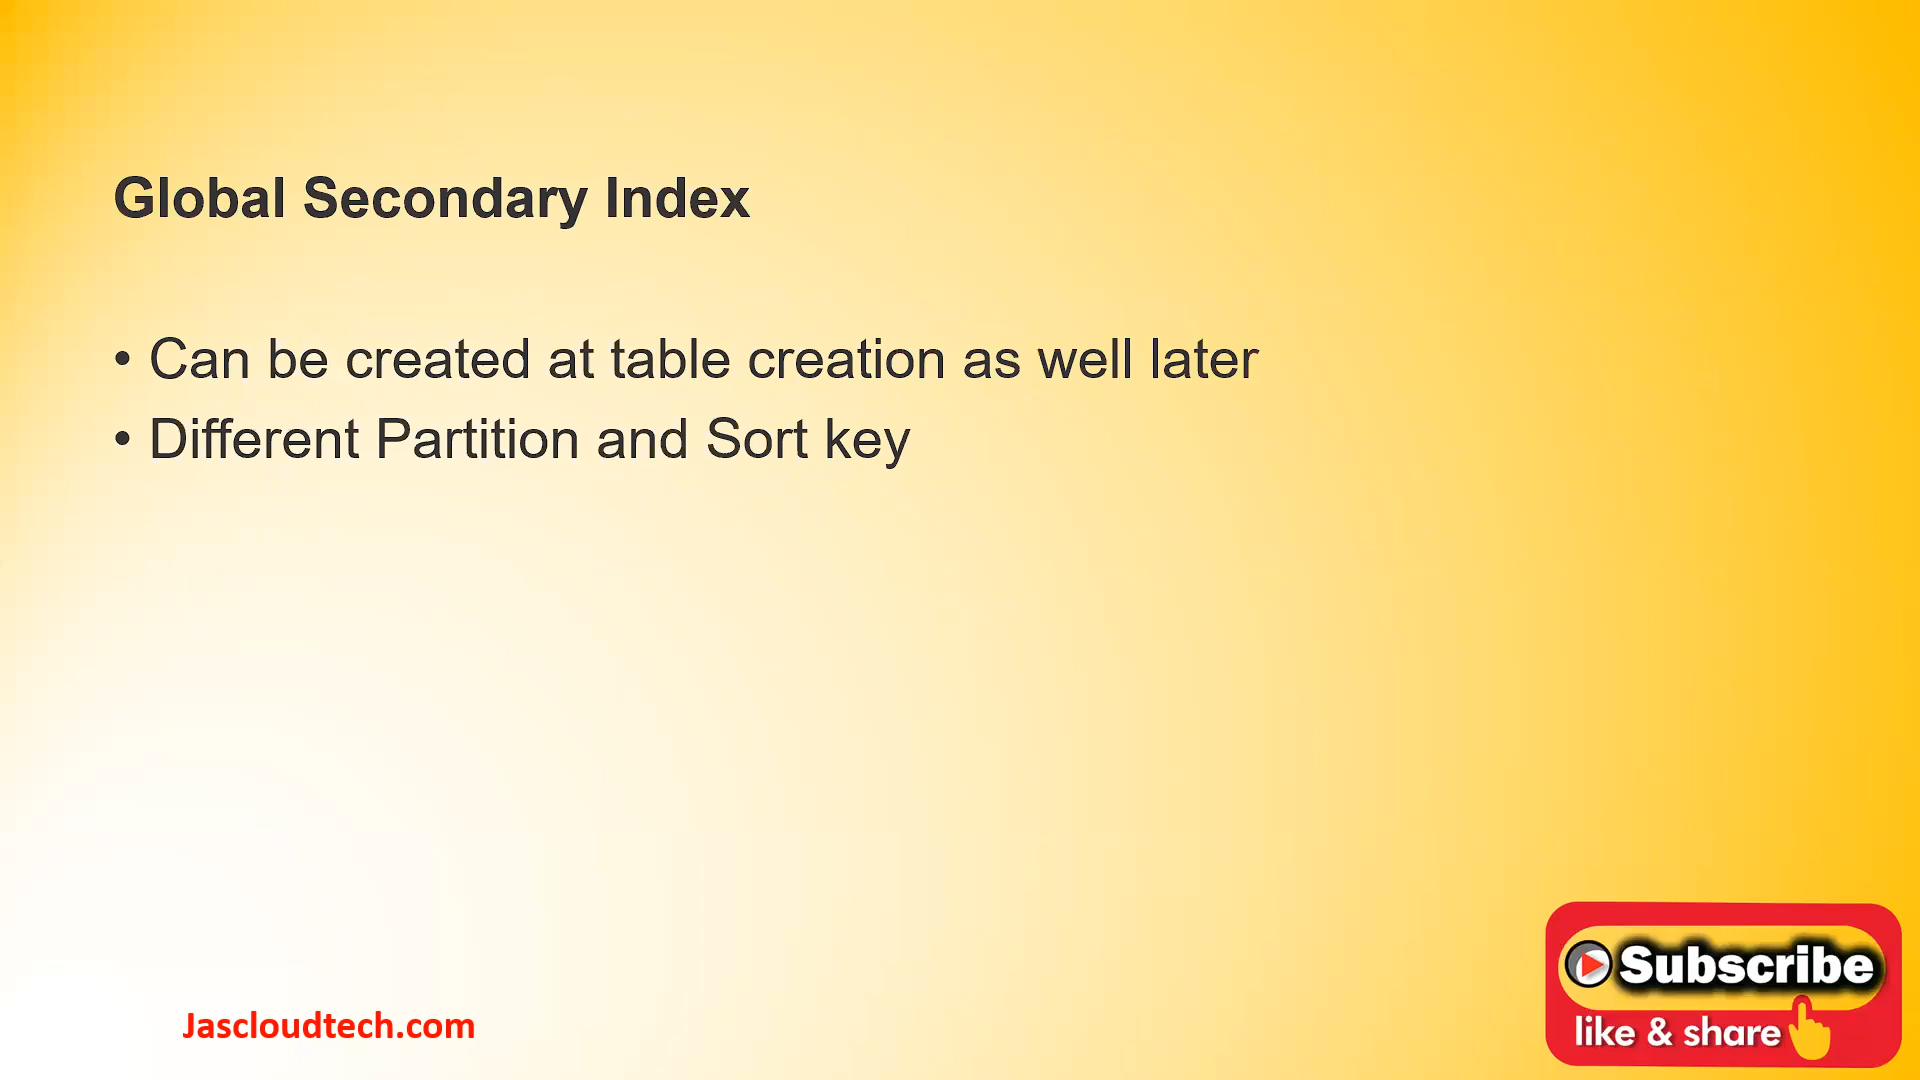 Global Secondary Index
• Can be created at table creation as well later
• Different Partition and Sort key
Subscribe
like & share
Jascloudtech.com